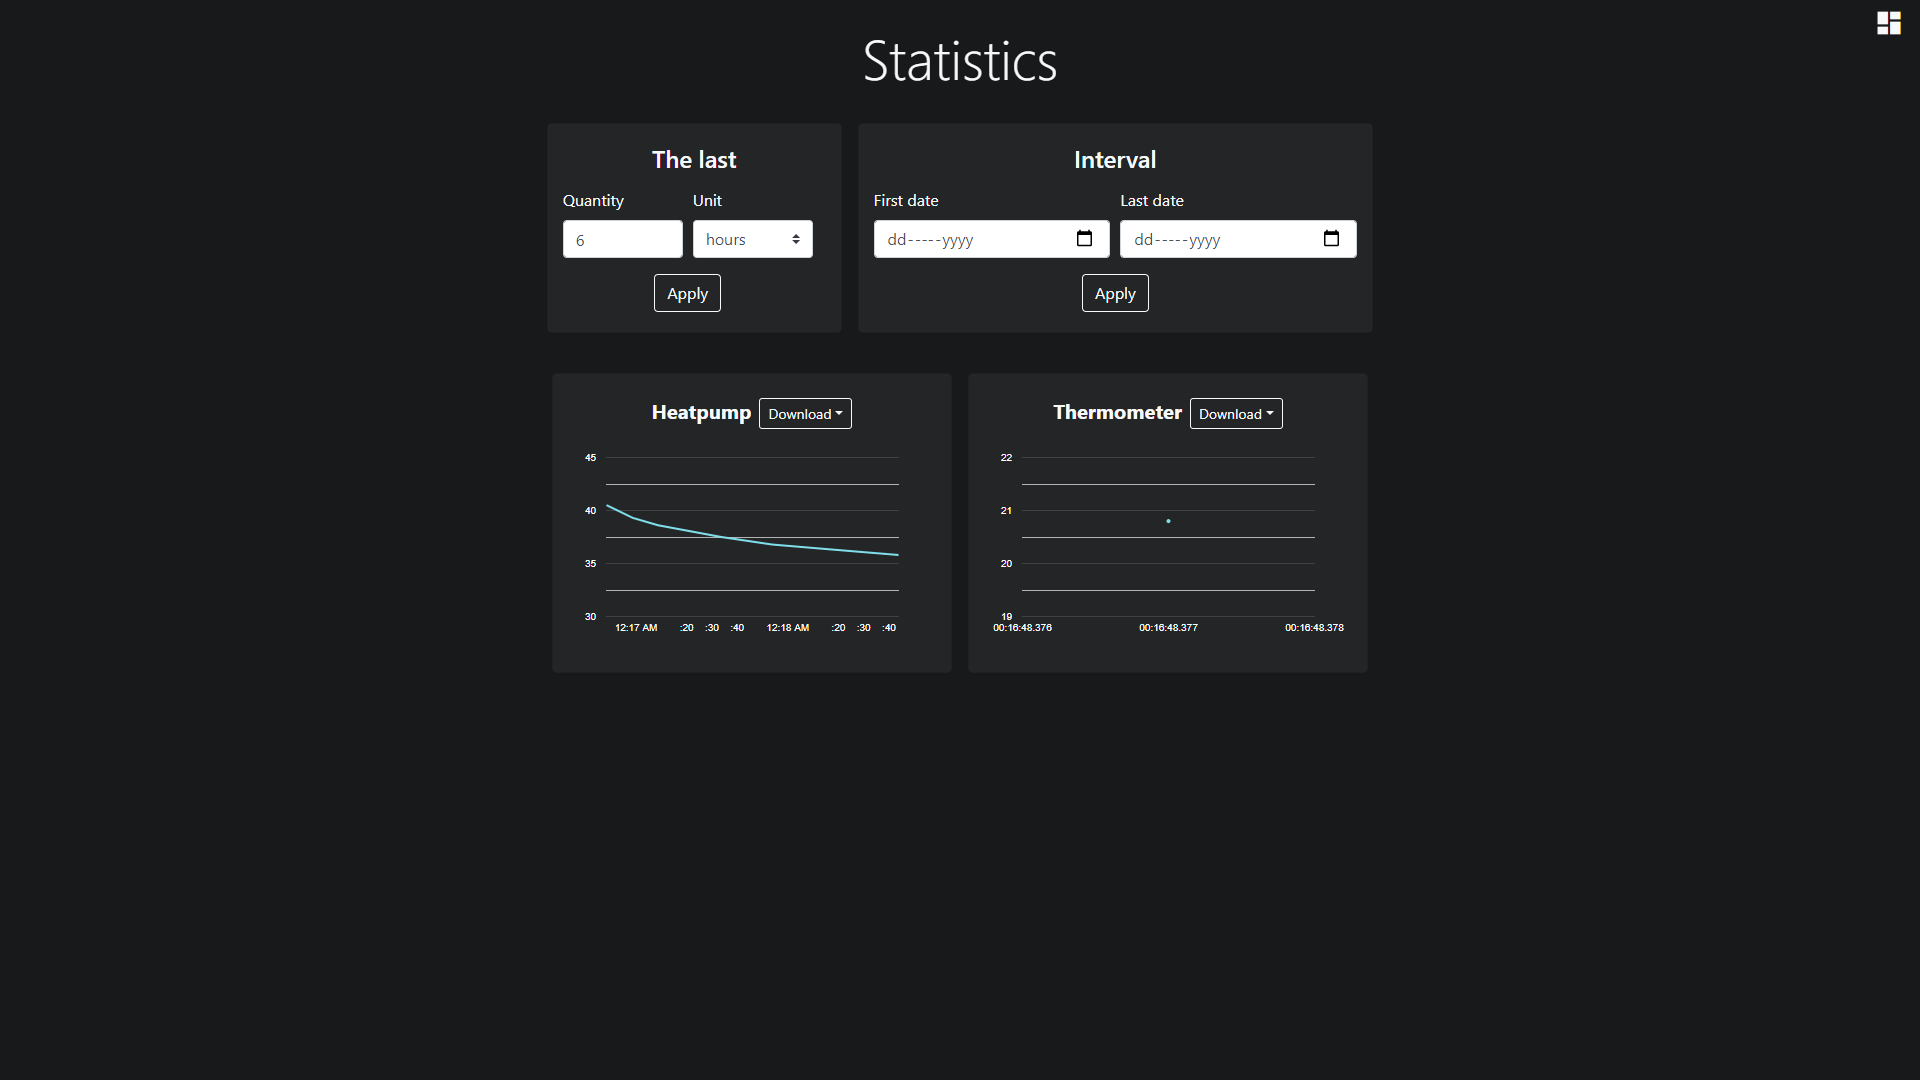 Statistics
The last
Quantity Unit
6 hours
Apply
Interval
First date Last date
dd-----yyyy dd-----yyyy
Apply
Heatpump Download
45
40
35
30
12:17 AM :20 :30 :40 12:18 AM :20 :30 :40
Thermometer Download
22
21
20
19
00:16:48.376 00:16:48.377 00:16:48.378